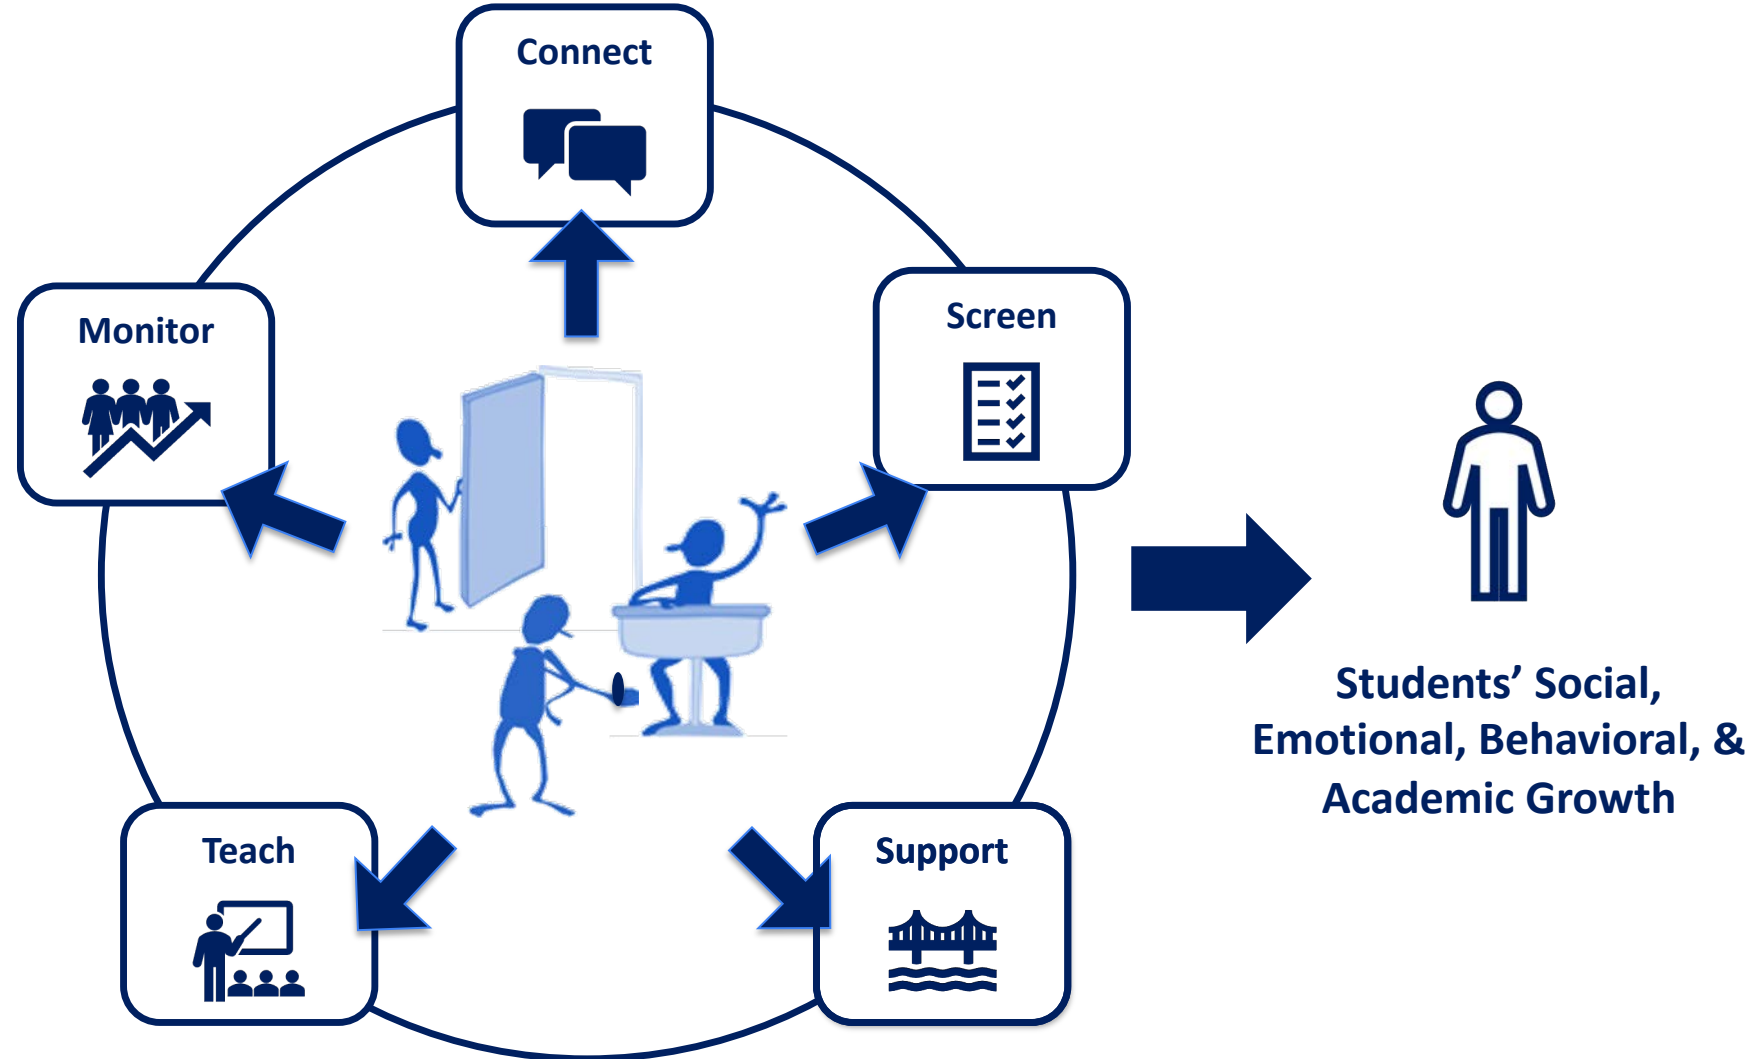 Connect
Screen
Monitor
Teach
Support
Students’ Social,
Emotional, Behavioral, &
Academic Growth